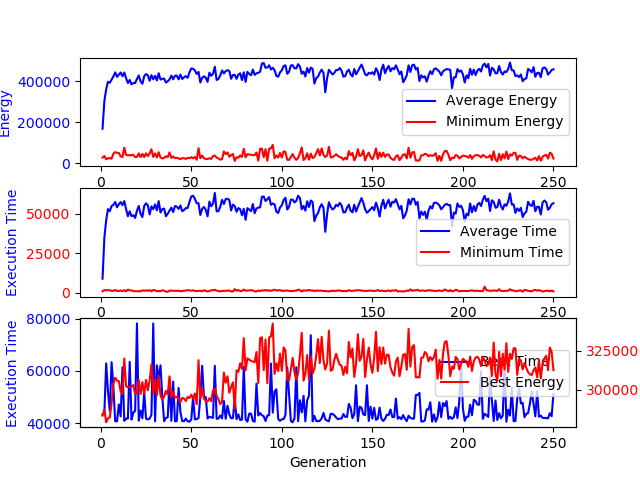 400000
200000
0
Energy
Average Energy
Minimum Energy
0 50 100 150 200 250
50000
25000
0
Execution Time
Average Time
Minimum Time
0 50 100 150 200 250
80000
60000
40000
Execution Time
325000
300000
Best Time
Best Energy
0 50 100 150 200 250
Generation